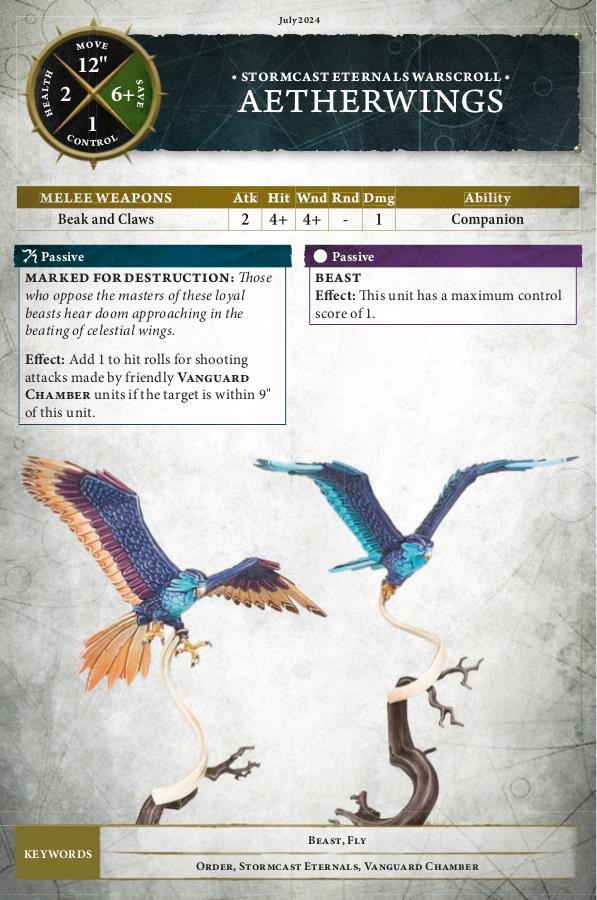 July 2024
MOVE
12"
HEALTH
2
6+
SAVE
1
CONTROL
• STORMCAST ETERNALS WARSCROLL •
AETHERWINGS
MELEE WEAPONS Atk Hit Wnd Rnd Dmg Ability
Beak and Claws 2 4+ 4+ - 1 Companion
Passive
MARKED FOR DESTRUCTION: Those
who oppose the masters of these loyal
beasts hear doom approaching in the
beating of celestial wings.
Effect: Add 1 to hit rolls for shooting
attacks made by friendly VANGUARD
CHAMBER units if the target is within 9"
of this unit.
Passive
BEAST
Effect: This unit has a maximum control
score of 1.
KEYWORDS
BEAST, FLY
ORDER, STORMCAST ETERNALS, VANGUARD CHAMBER